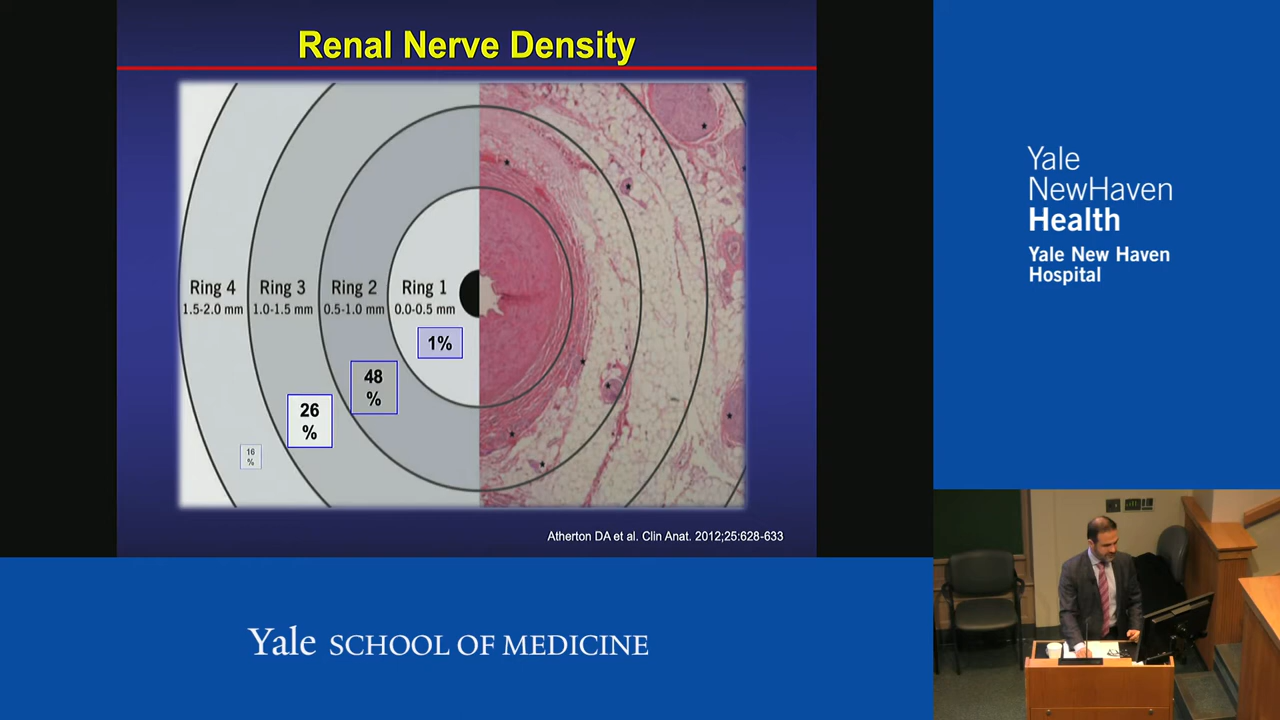 Renal Nerve Density
Ring 4
1.5-2.0 mm
Ring 3
1.0-1.5 mm
Ring 2
0.5-1.0 mm
Ring 1
0.0-0.5 mm
1%
48
%
26
%
16
%
Atherton DA et al. Clin Anat. 2012;25:628-633
Yale
NewHaven
Health
Yale New Haven
Hospital
Yale SCHOOL OF MEDICINE